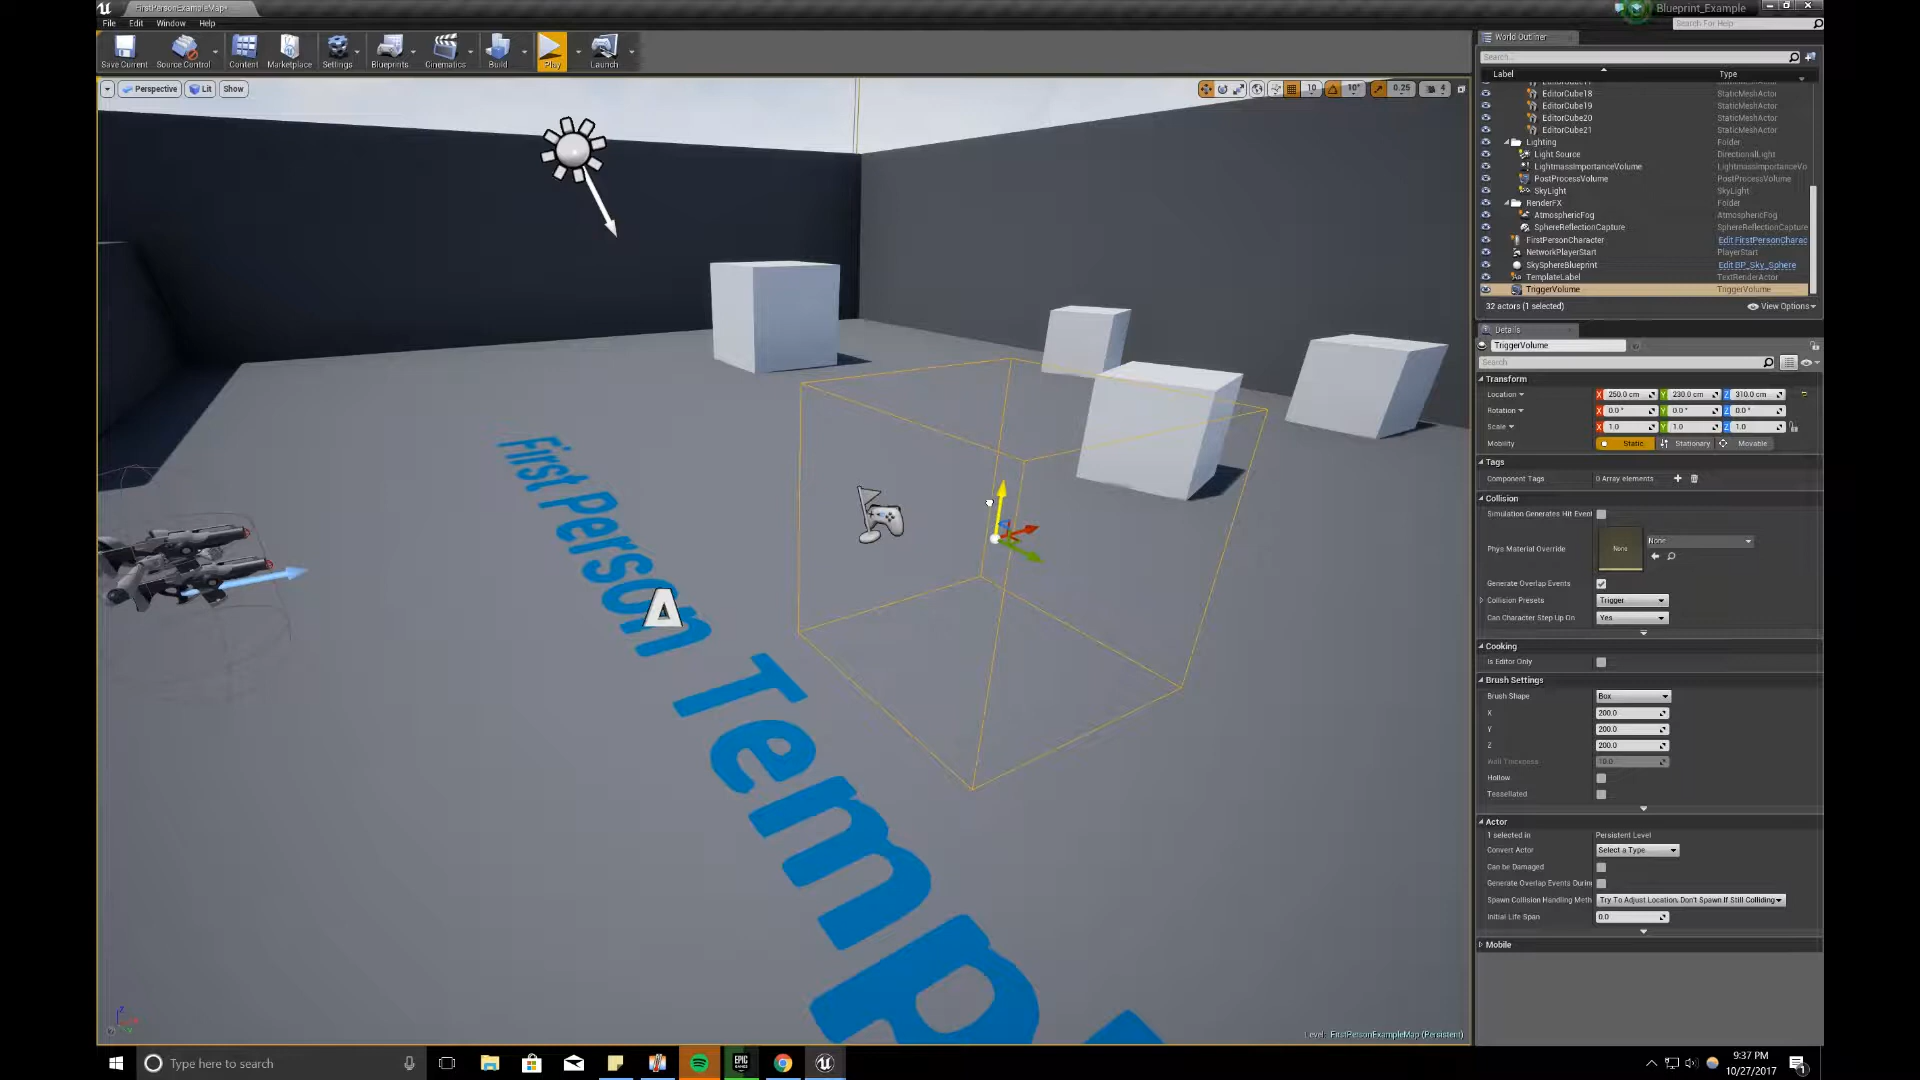 FirstPersonExampleMap*
Blueprint_Example
File Edit Window Help
Search For Help
Save Current Source Control Content Marketplace Settings Blueprints Cinematics Build Play Launch
Perspective Lit Show
10 10° 0.25 4
World Outliner
Search...
Label Type
EditorCube18 StaticMeshActor
EditorCube19 StaticMeshActor
EditorCube20 StaticMeshActor
EditorCube21 StaticMeshActor
Lighting Folder
Light Source DirectionalLight
LightmassImportanceVolume LightmassImportanceVo
PostProcessVolume PostProcessVolume
SkyLight SkyLight
RenderFX Folder
AtmosphericFog AtmosphericFog
SphereReflectionCapture SphereReflectionCapture
FirstPersonCharacter Edit FirstPersonCharac
NetworkPlayerStart PlayerStart
SkySphereBlueprint Edit BP_Sky_Sphere
TemplateLabel TextRenderActor
TriggerVolume TriggerVolume
32 actors (1 selected) View Options
Details
TriggerVolume
Search
Transform
Location X 250.0 cm Y 230.0 cm Z 310.0 cm
Rotation X 0.0 ° Y 0.0 ° Z 0.0 °
Scale X 1.0 Y 1.0 Z 1.0
Mobility Static Stationary Movable
Tags
Component Tags 0 Array elements
Collision
Simulation Generates Hit Event
Phys Material Override None None
Generate Overlap Events
Collision Presets Trigger
Can Character Step Up On Yes
Cooking
Is Editor Only
Brush Settings
Brush Shape Box
X 200.0
Y 200.0
Z 200.0
Wall Thickness 10.0
Hollow
Tessellated
Actor
1 selected in Persistent Level
Convert Actor Select a Type
Can be Damaged
Generate Overlap Events During
Spawn Collision Handling Meth Try To Adjust Location, Don't Spawn If Still Colliding
Initial Life Span 0.0
Mobile
First Person Temp
A
Level: FirstPersonExampleMap (Persistent)
Type here to search
EPIC GAMES
9:37 PM
10/27/2017